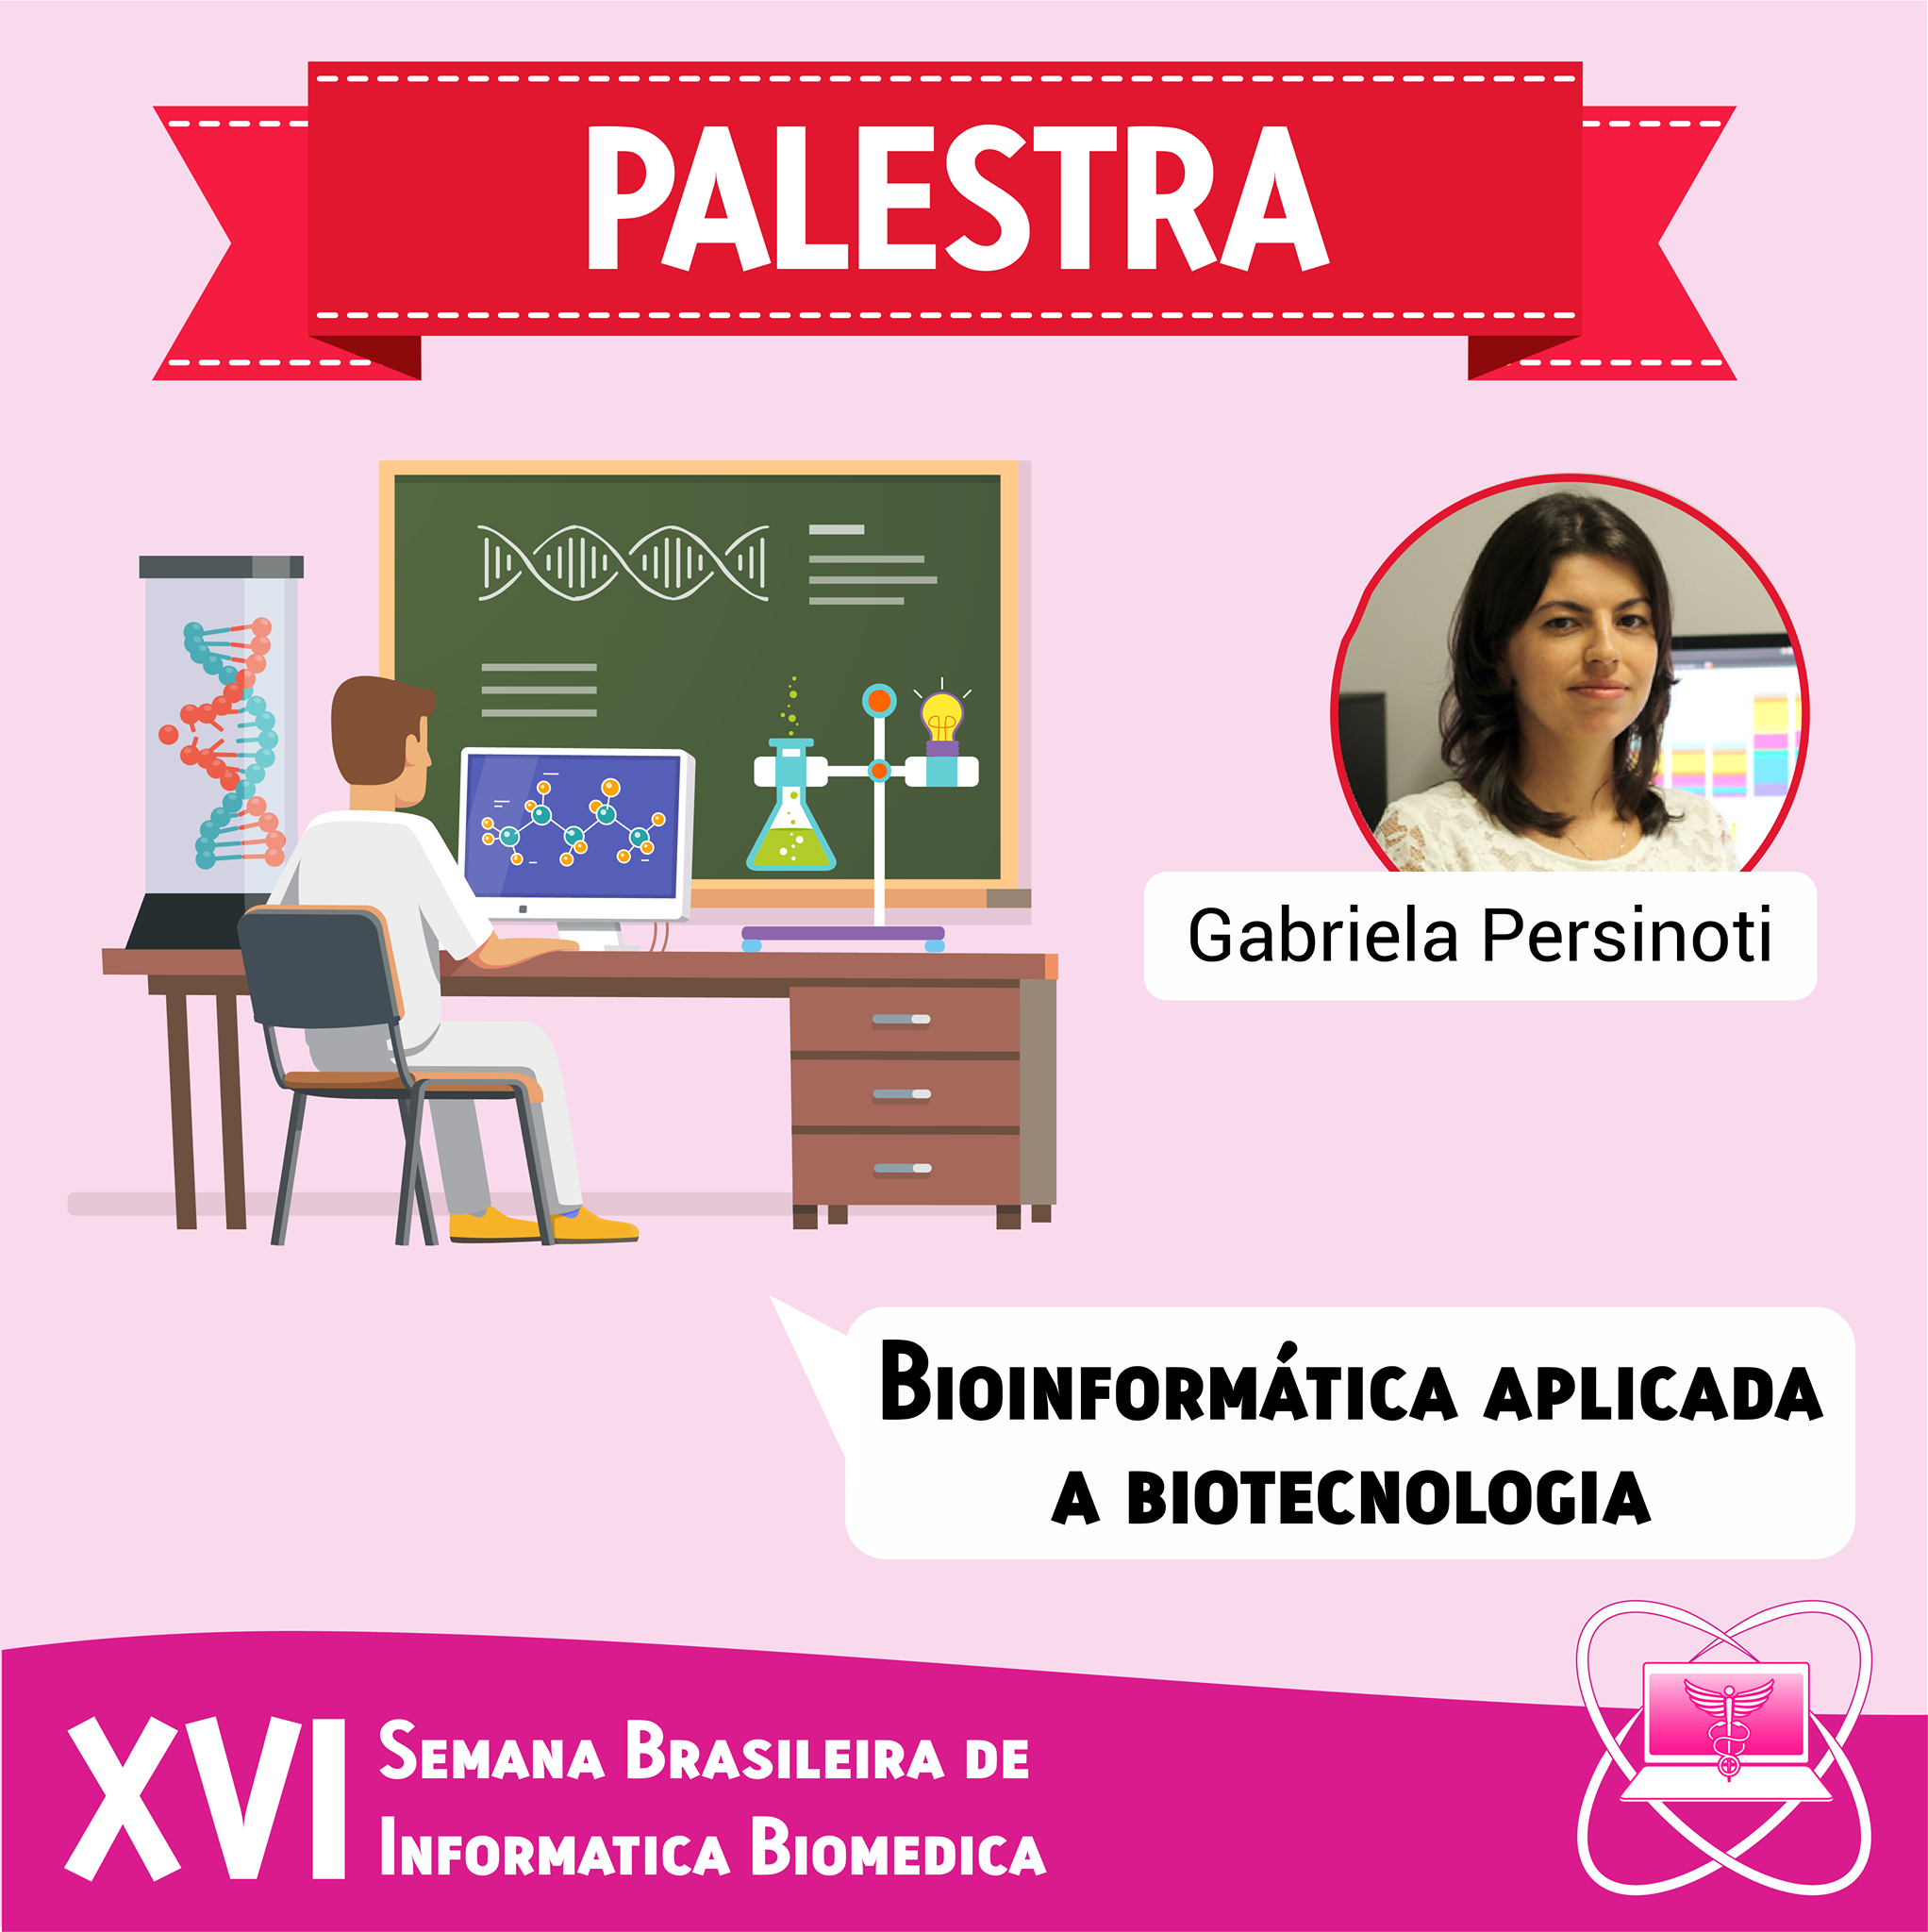 PALESTRA
Gabriela Persinoti
BIOINFORMÁTICA APLICADA
A BIOTECNOLOGIA
XVI
SEMANA BRASILEIRA DE
INFORMATICA BIOMEDICA